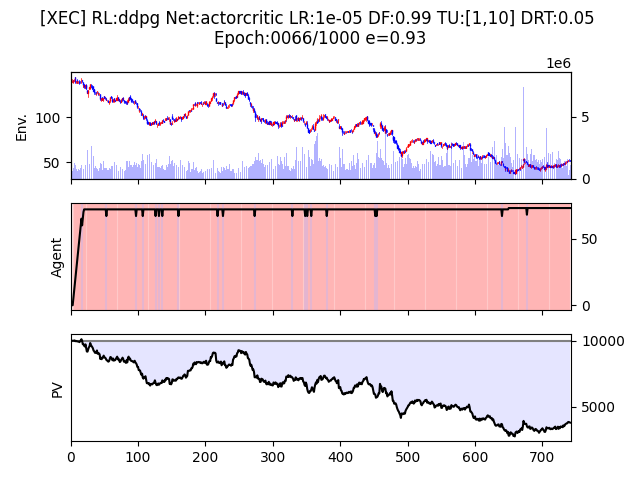 [XEC] RL:ddpg Net:actorcritic LR:1e-05 DF:0.99 TU:[1,10] DRT:0.05
Epoch:0066/1000 e=0.93
1e6
Env.
100
50
5
0
Agent
50
0
PV
10000
5000
0 100 200 300 400 500 600 700